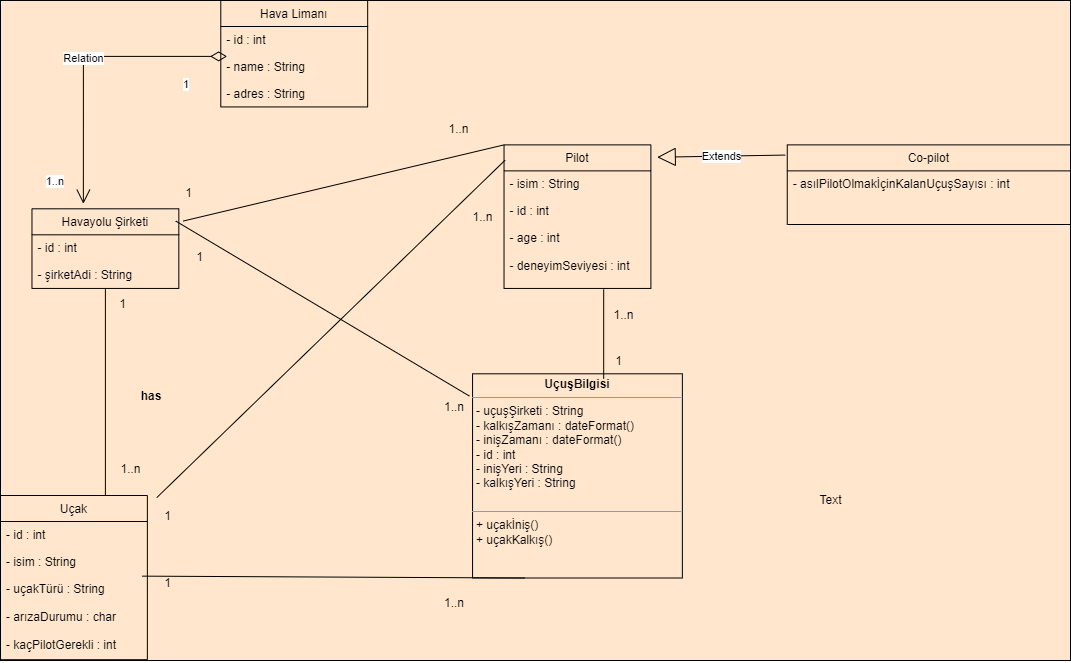 Hava Limanı
- id : int
- name : String
- adres : String
Relation
1
1..n
Havayolu Şirketi
- id : int
- şirketAdi : String
1
1
1
1..n
1..n
Pilot
- isim : String
- id : int
- age : int
- deneyimSeviyesi : int
Extends
Co-pilot
- asılPilotOlmakİçinKalanUçuşSayısı : int
1..n
1
has
1..n
1..n
UçuşBilgisi
- uçuşŞirketi : String
- kalkışZamanı : dateFormat()
- inişZamanı : dateFormat()
- id : int
- inişYeri : String
- kalkışYeri : String
+ uçakİniş()
+ uçakKalkış()
Text
Uçak
- id : int
- isim : String
- uçakTürü : String
- arızaDurumu : char
- kaçPilotGerekli : int
1
1
1..n